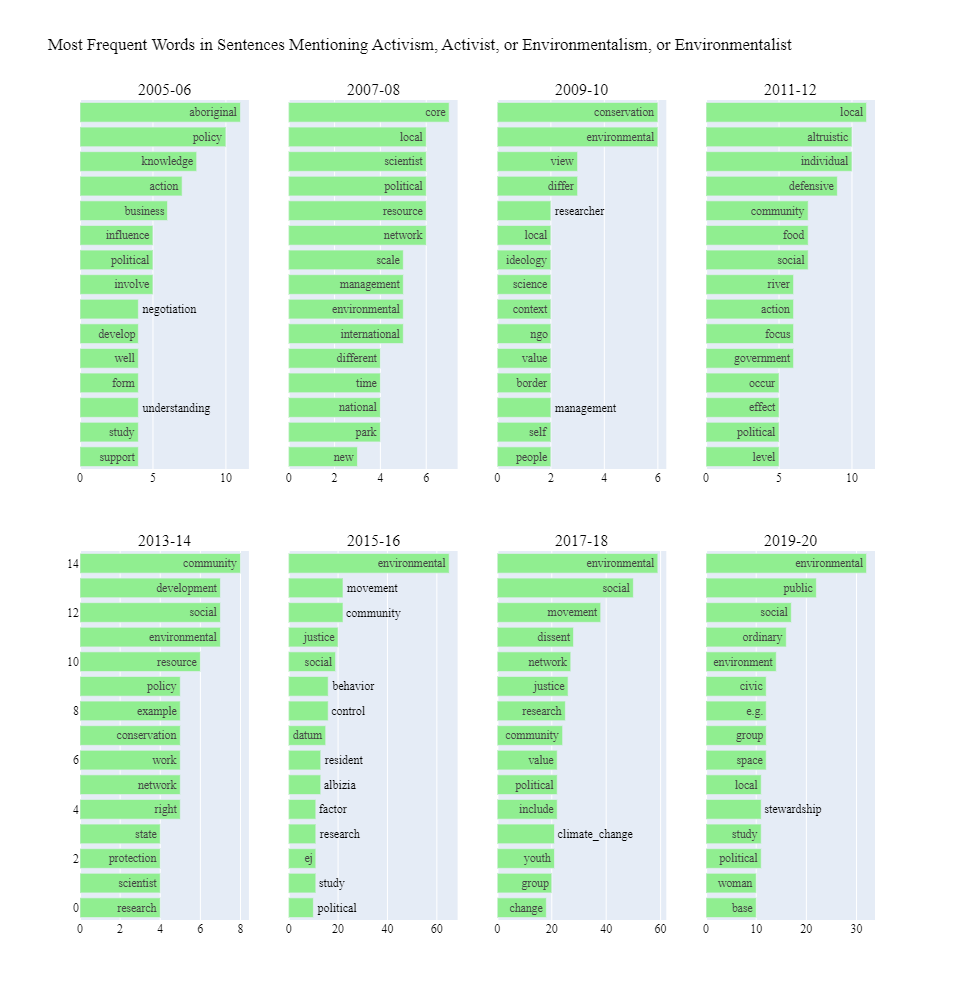 Most Frequent Words in Sentences Mentioning Activism, Activist, or Environmentalism, or Environmentalist
2005-06
aboriginal
policy
knowledge
action
business
influence
political
involve
negotiation
develop
well
form
understanding
study
support
0 5 10
2007-08
core
local
scientist
political
resource
network
scale
management
environmental
international
different
time
national
park
new
0 2 4 6
2009-10
conservation
environmental
view
differ
researcher
local
ideology
science
context
ngo
value
border
management
self
people
0 2 4 6
2011-12
local
altruistic
individual
defensive
community
food
social
river
action
focus
government
occur
effect
political
level
0 5 10
2013-14
14 community
development
12 social
environmental
10 resource
policy
8 example
conservation
6 work
network
4 right
state
2 protection
scientist
0 research
0 2 4 6 8
2015-16
environmental
movement
community
justice
social
behavior
control
datum
resident
albizia
factor
research
ej
study
political
0 20 40 60
2017-18
environmental
social
movement
dissent
network
justice
research
community
value
political
include
climate_change
youth
group
change
0 20 40 60
2019-20
environmental
public
social
ordinary
environment
civic
e.g.
group
space
local
stewardship
study
political
woman
base
0 10 20 30